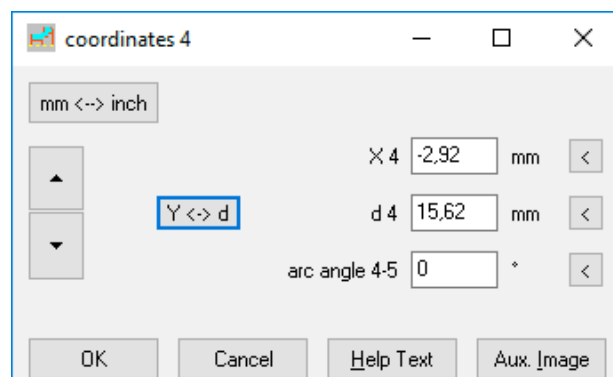 coordinates 4
mm <--> inch
X 4 -2,92 mm <
Y <-> d d 4 15,62 mm <
arc angle 4-5 0 ° <
OK Cancel Help Text Aux. Image